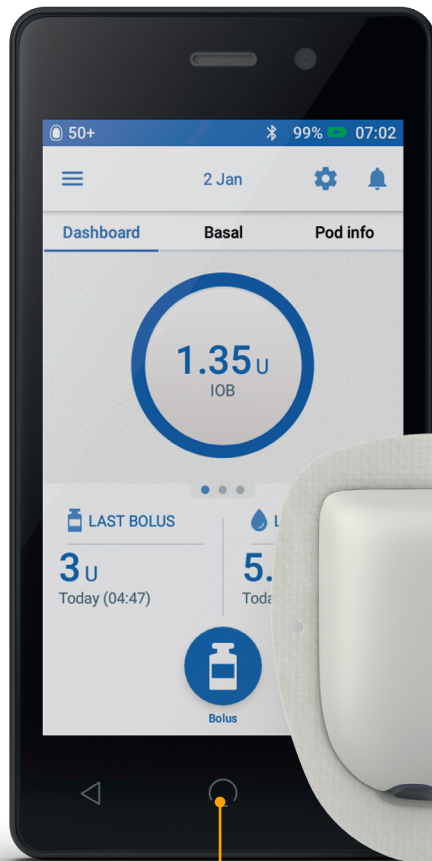 50+ 99% 07:02
2 Jan
Dashboard Basal Pod info
1.35 U
IOB
LAST BOLUS
3 U 5.
Today (04:47)
Bolus